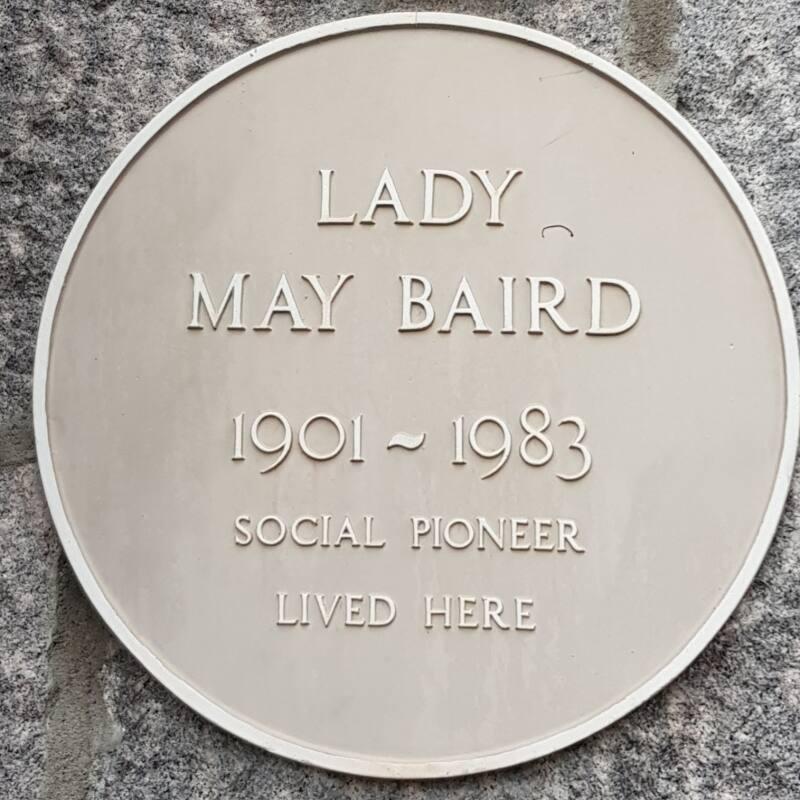 LADY
MAY BAIRD
1901 ~ 1983
SOCIAL PIONEER
LIVED HERE